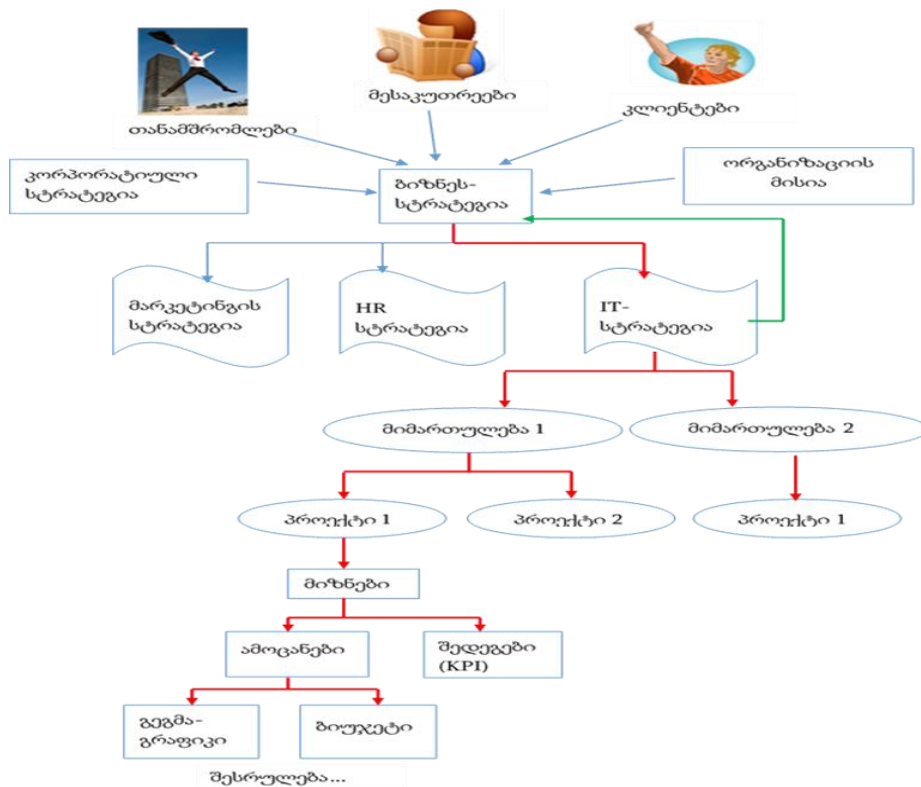 მესაკუთრეები
კლიენტები
თანამშრომლები
კორპორატიული
სტრატეგია
ბიზნეს-
სტრატეგია
ორგანიზაციის
მისია
მარკეტინგის
სტრატეგია
HR
სტრატეგია
IT-
სტრატეგია
მიმართულება 1
მიმართულება 2
პროექტი 1
პროექტი 2
პროექტი 1
მიზნები
ამოცანები
შედეგები
(KPI)
გეგმა-
გრაფიკი
ბიუჯეტი
შესრულება...